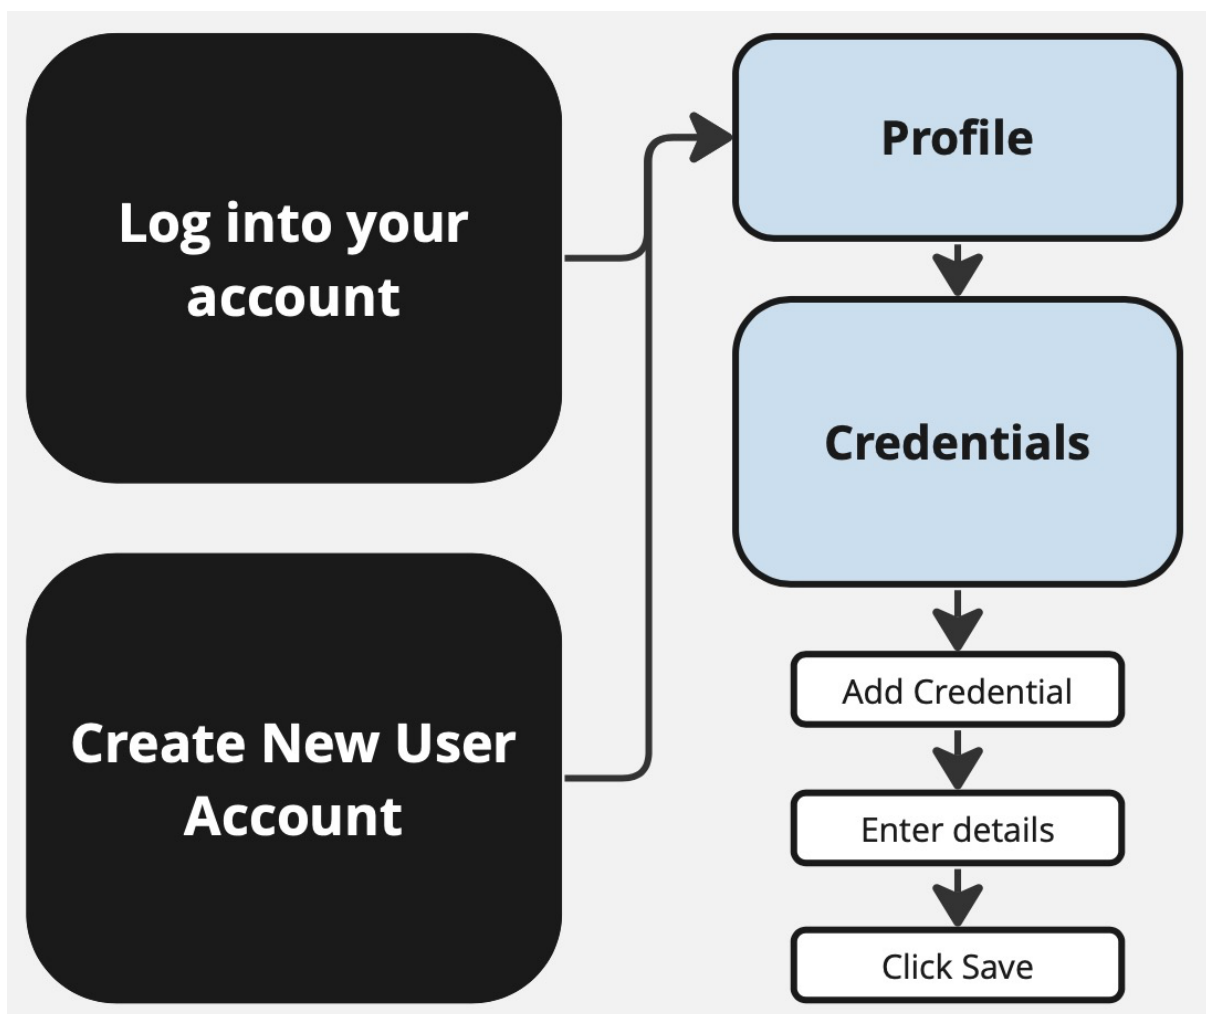 Log into your
account
Create New User
Account
Profile
Credentials
Add Credential
Enter details
Click Save